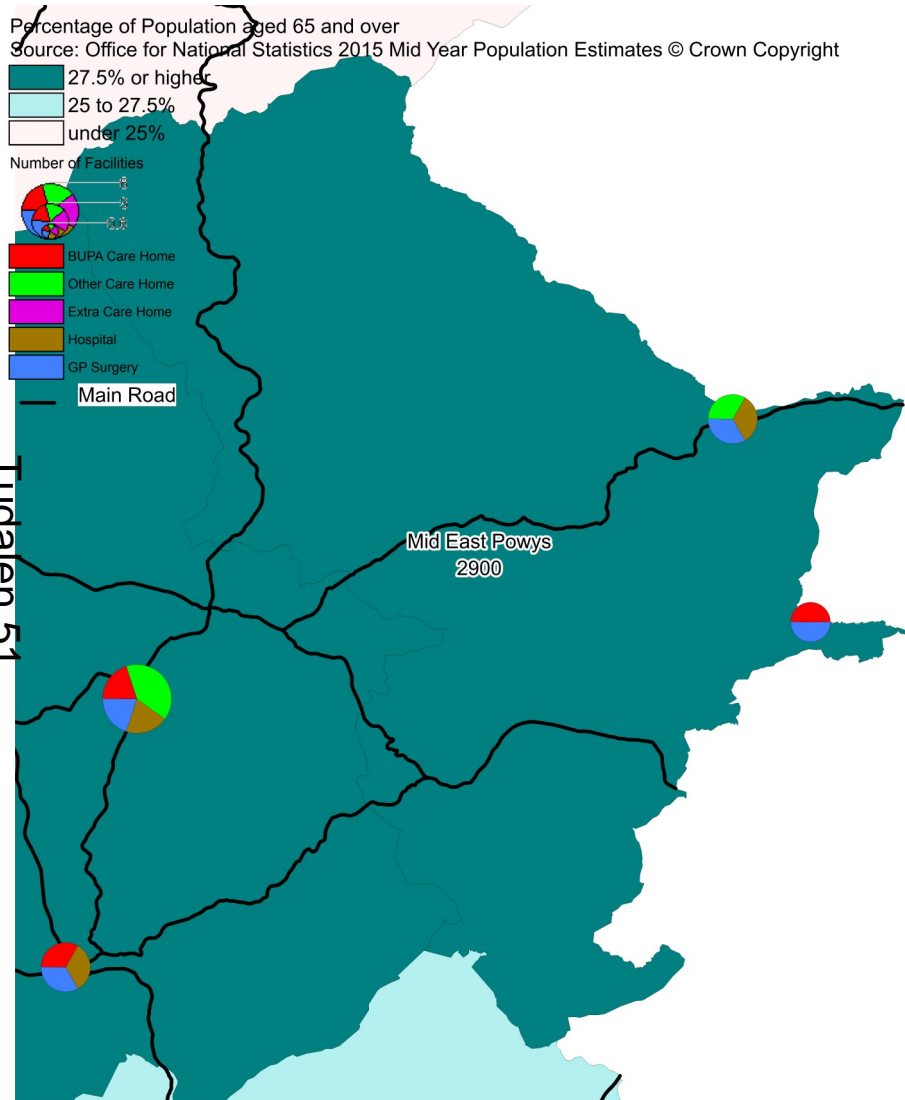 Percentage of Population aged 65 and over
Source: Office for National Statistics 2015 Mid Year Population Estimates © Crown Copyright
27.5% or higher
25 to 27.5%
under 25%
Number of Facilities
BUPA Care Home
Other Care Home
Extra Care Home
Hospital
GP Surgery
Main Road
Tudalen 51
Mid East Powys
2900